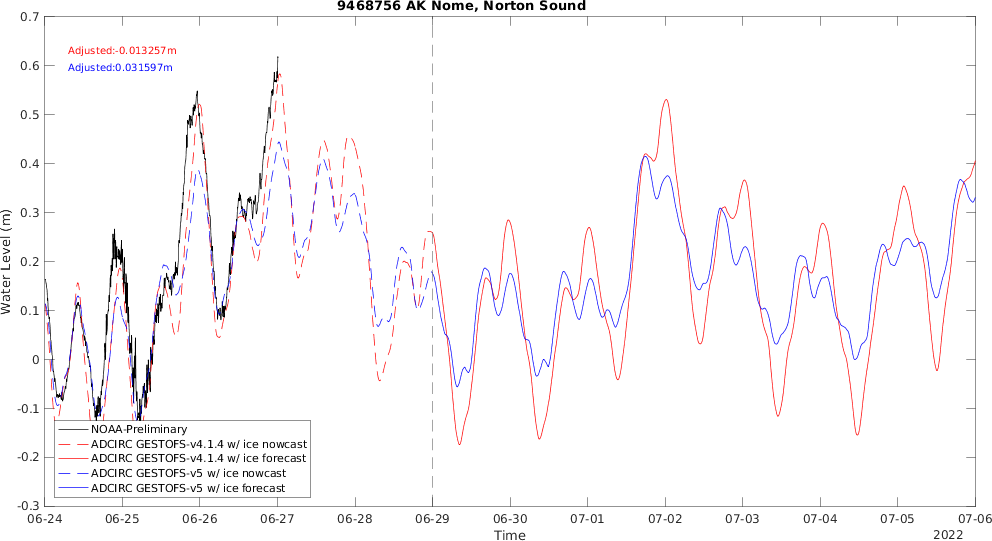 9468756 AK Nome, Norton Sound
Adjusted:-0.013257m
Adjusted:0.031597m
Water Level (m)
0.7
0.6
0.5
0.4
0.3
0.2
0.1
0
-0.1
-0.2
-0.3
NOAA-Preliminary
ADCIRC GESTOFS-v4.1.4 w/ ice nowcast
ADCIRC GESTOFS-v4.1.4 w/ ice forecast
ADCIRC GESTOFS-v5 w/ ice nowcast
ADCIRC GESTOFS-v5 w/ ice forecast
06-24 06-25 06-26 06-27 06-28 06-29 06-30 07-01 07-02 07-03 07-04 07-05 07-06
Time
2022